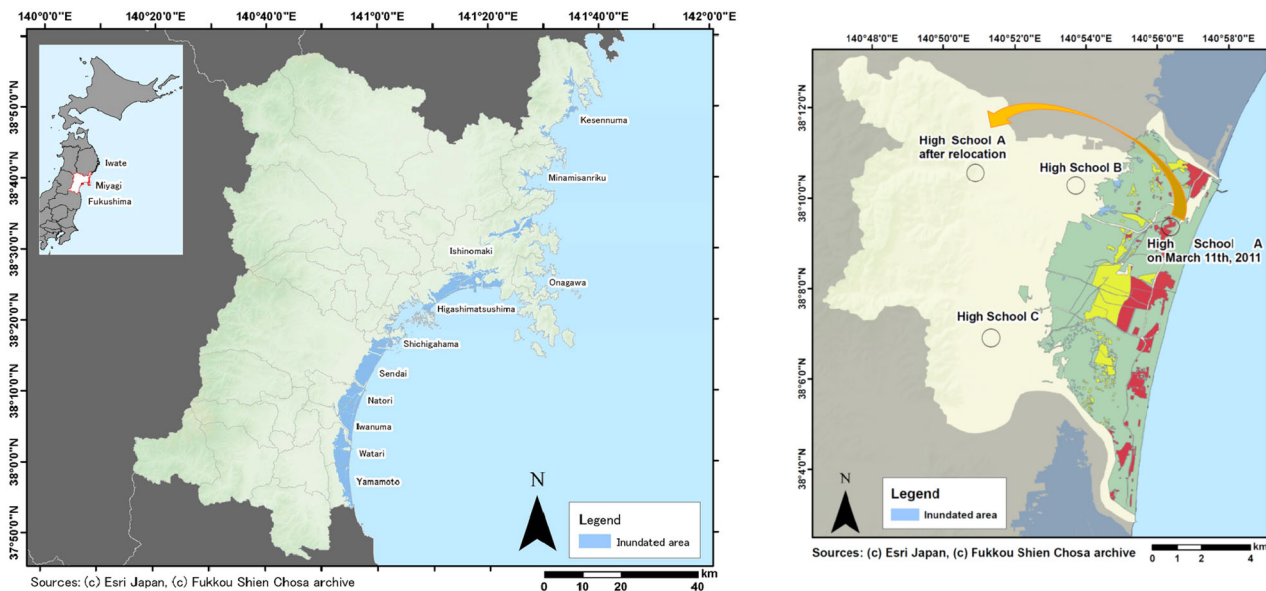 140°0'0"E 140°20'0"E 140°40'0"E 141°0'0"E 141°20'0"E 141°40'0"E 142°0'0"E
38°50'0"N
38°40'0"N
38°30'0"N
38°20'0"N
38°10'0"N
38°0'0"N
37°50'0"N
Iwate
Miyagi
Fukushima
Kesennuma
Minamisanriku
Ishinomaki
Onagawa
Higashimatsushima
Shichigahama
Sendai
Natori
Iwanuma
Watari
Yamamoto
N
Legend
Inundated area
Sources: (c) Esri Japan, (c) Fukkou Shien Chosa archive
km
0 10 20 40
140°48'0"E 140°50'0"E 140°52'0"E 140°54'0"E 140°56'0"E 140°58'0"E
38°12'0"N
38°10'0"N
38°8'0"N
38°6'0"N
38°4'0"N
High School A
after relocation
High School B
High School A
on March 11th, 2011
High School C
N
Legend
Inundated area
Sources: (c) Esri Japan, (c) Fukkou Shien Chosa archive
km
0 1 2 4